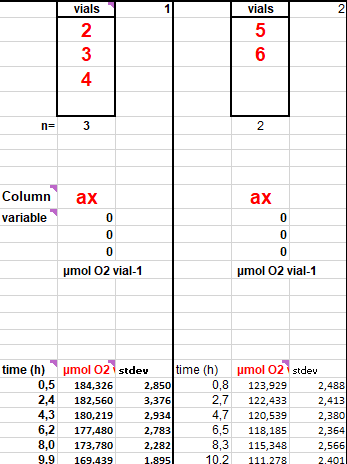 vials 1 vials 2
2 5
3 6
4
n= 3 2
Column ax ax
variable 0 0
0 0
0 0
µmol O2 vial-1 µmol O2 vial-1
time (h) µmol O2 stdev time (h) µmol O2 stdev
0,5 184,326 2,850 0,8 123,929 2,488
2,4 182,560 3,376 2,7 122,433 2,413
4,3 180,219 2,934 4,7 120,539 2,380
6,2 177,480 2,783 6,5 118,185 2,364
8,0 173,780 2,282 8,3 115,348 2,566
9,9 169,439 1,895 10,2 111,278 2,401